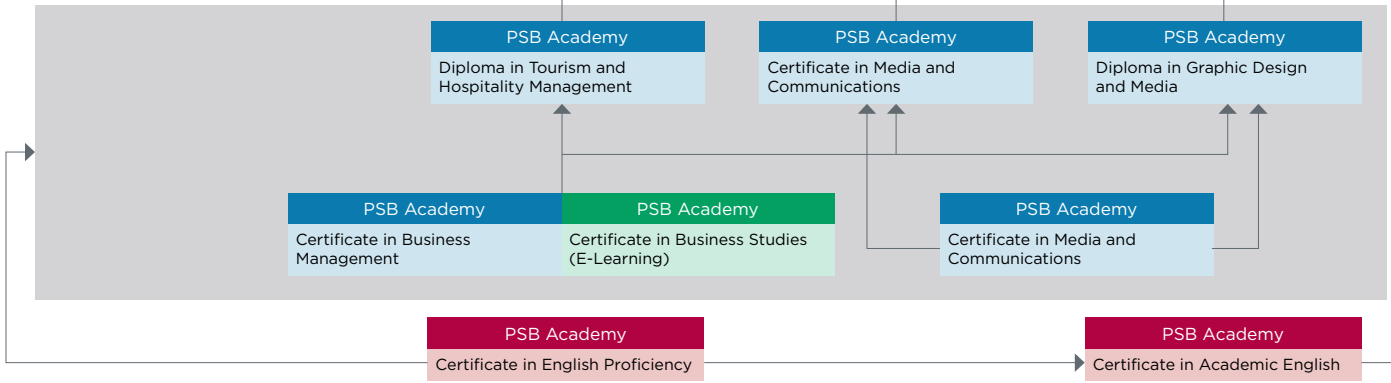 PSB Academy
Diploma in Tourism and
Hospitality Management
PSB Academy
Certificate in Media and
Communications
PSB Academy
Diploma in Graphic Design
and Media
PSB Academy
Certificate in Business
Management
PSB Academy
Certificate in Business Studies
(E-Learning)
PSB Academy
Certificate in Media and
Communications
PSB Academy
Certificate in English Proficiency
PSB Academy
Certificate in Academic English